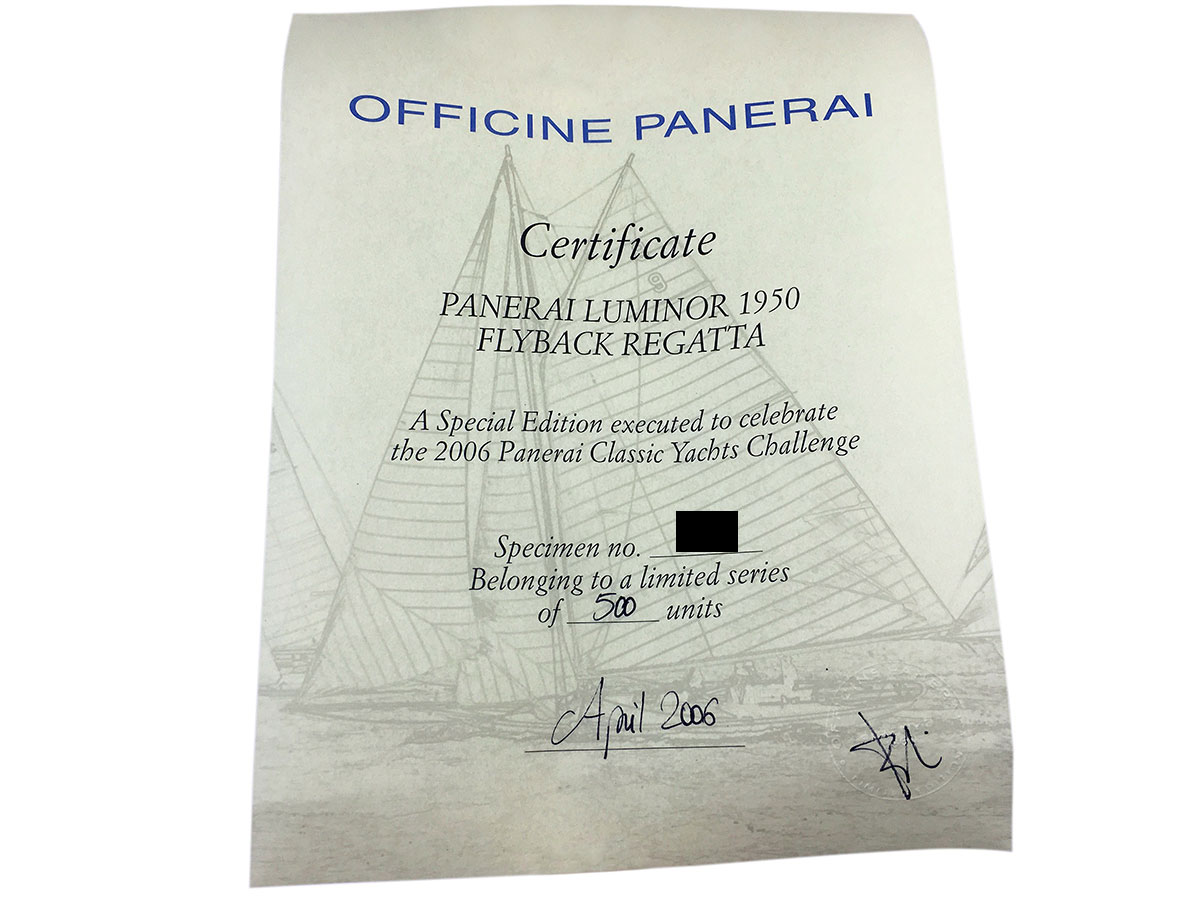 OFFICINE PANERAI
Certificate
PANERAI LUMINOR 1950
FLYBACK REGATTA
A Special Edition executed to celebrate
the 2006 Panerai Classic Yachts Challenge
Specimen no.
Belonging to a limited series
of 500 units
April 2006